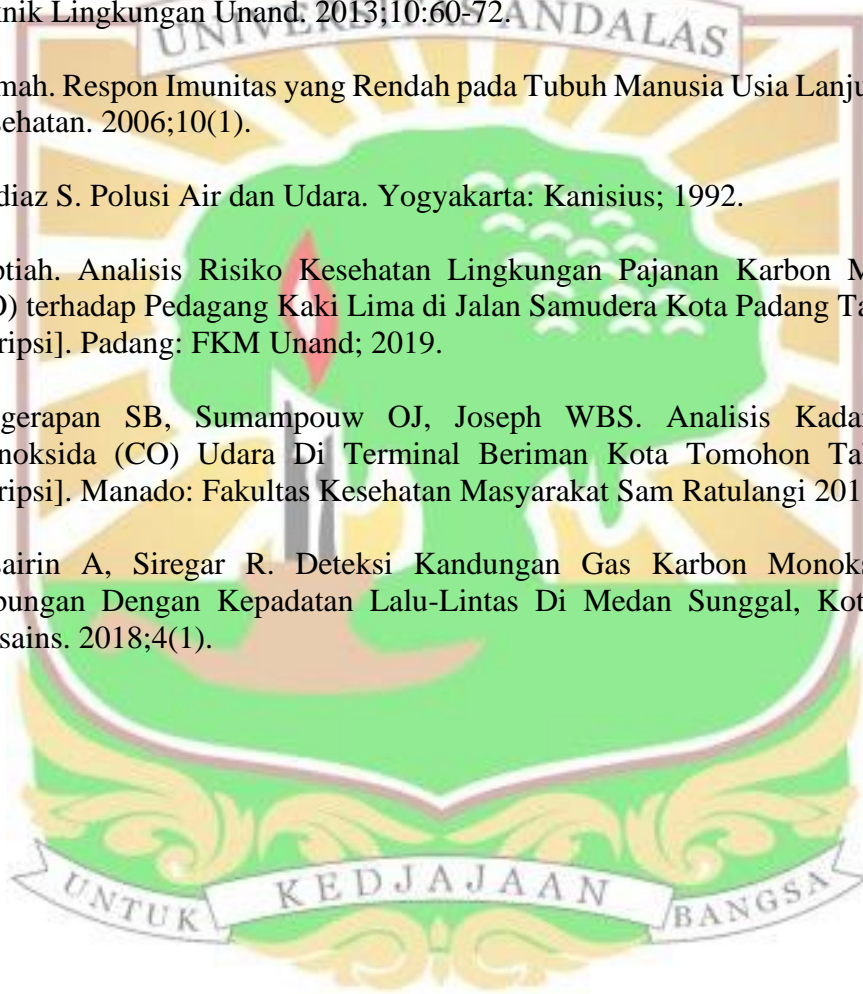 knik Lingkungan Unand. 2013;10:60-72.
UNIVERSITAS ANDALAS
mah. Respon Imunitas yang Rendah pada Tubuh Manusia Usia Lanju
sehatan. 2006;10(1).
diaz S. Polusi Air dan Udara. Yogyakarta: Kanisius; 1992.
ptiah. Analisis Risiko Kesehatan Lingkungan Pajanan Karbon M
O) terhadap Pedagang Kaki Lima di Jalan Samudera Kota Padang Ta
ripsi]. Padang: FKM Unand; 2019.
gerapan SB, Sumampouw OJ, Joseph WBS. Analisis Kada
noksida (CO) Udara Di Terminal Beriman Kota Tomohon Ta
ripsi]. Manado: Fakultas Kesehatan Masyarakat Sam Ratulangi 201
airin A, Siregar R. Deteksi Kandungan Gas Karbon Monoks
bungan Dengan Kepadatan Lalu-Lintas Di Medan Sunggal, Kot
sains. 2018;4(1).
UNTUK KEDJAJAAN BANGSA